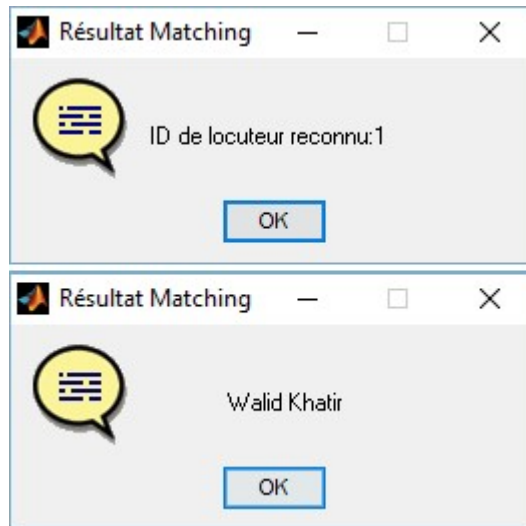 Résultat Matching
ID de locuteur reconnu:1
OK
Résultat Matching
Walid Khatir
OK